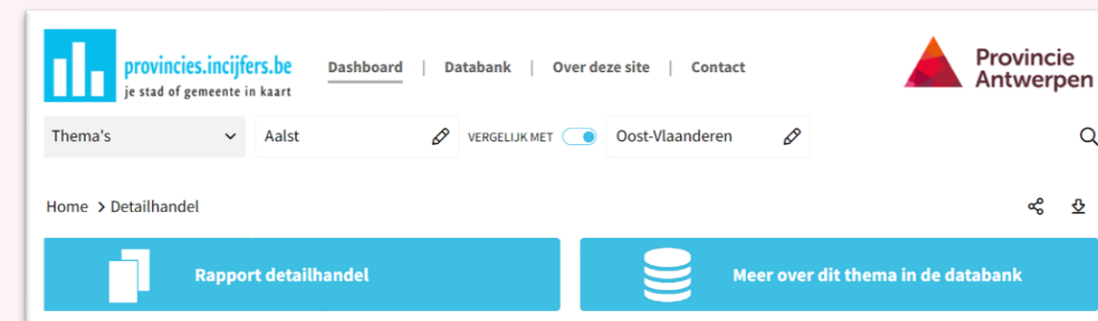 provincies.incijfers.be
je stad of gemeente in kaart
Dashboard | Databank | Over deze site | Contact
Provincie
Antwerpen
Thema's
Aalst
VERGELIJK MET
Oost-Vlaanderen
Home > Detailhandel
Rapport detailhandel
Meer over dit thema in de databank